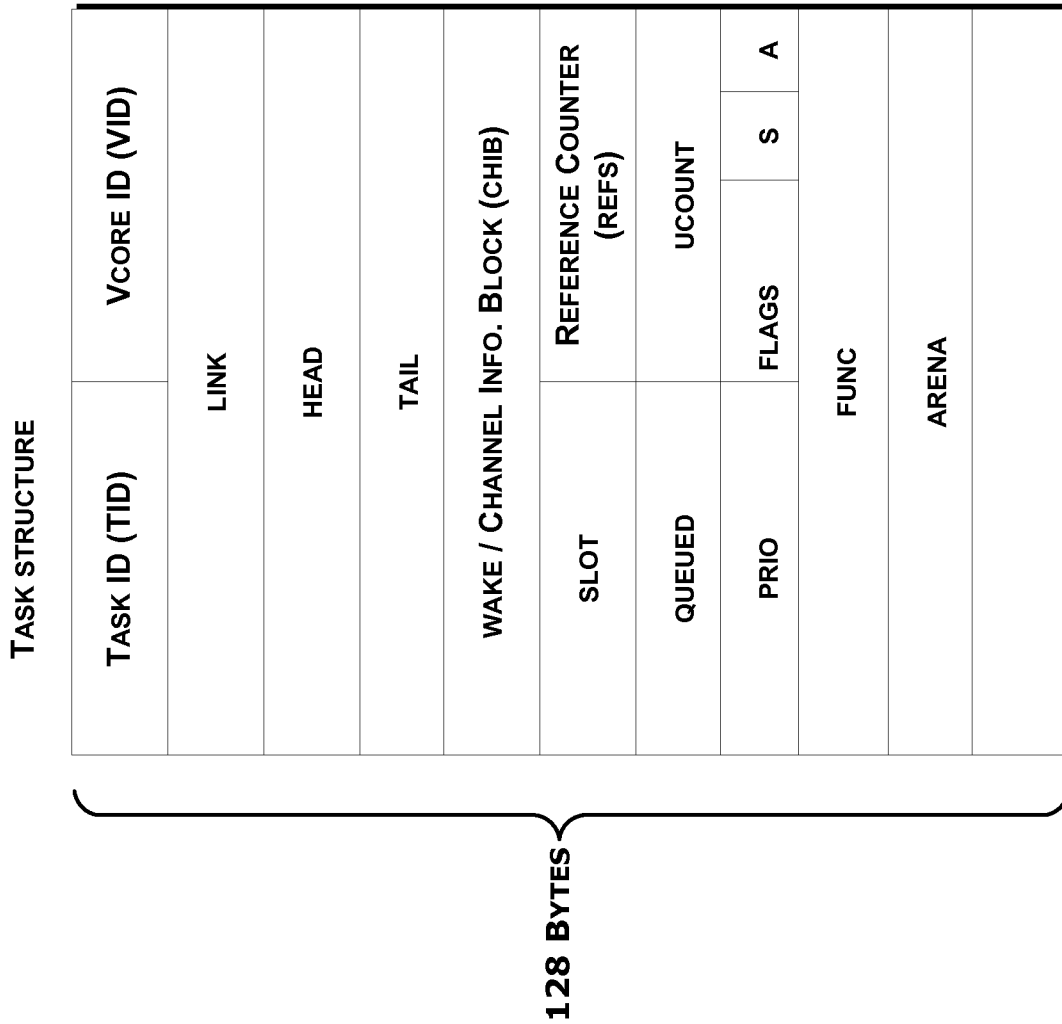 TASK STRUCTURE
TASK ID (TID)
VCORE ID (VID)
LINK
HEAD
TAIL
WAKE / CHANNEL INFO. BLOCK (CHIB)
SLOT
REFERENCE COUNTER
(REFS)
QUEUED
UCOUNT
PRIO
FLAGS
S
A
FUNC
ARENA
128 BYTES